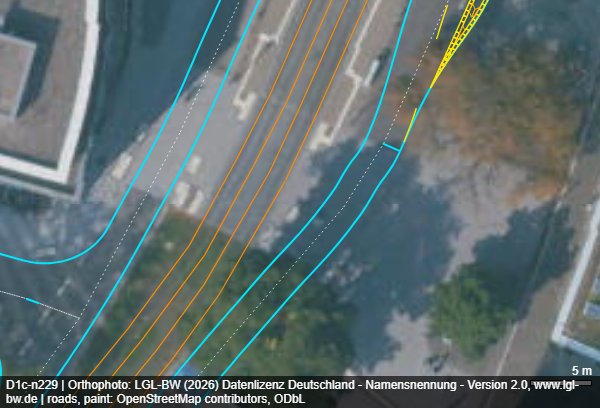 5 m
D1c-n229 | Orthophoto: LGL-BW (2026) Datenlizenz Deutschland - Namensnennung - Version 2.0, www.lgl-
bw.de | roads, paint: OpenStreetMap contributors, ODbL